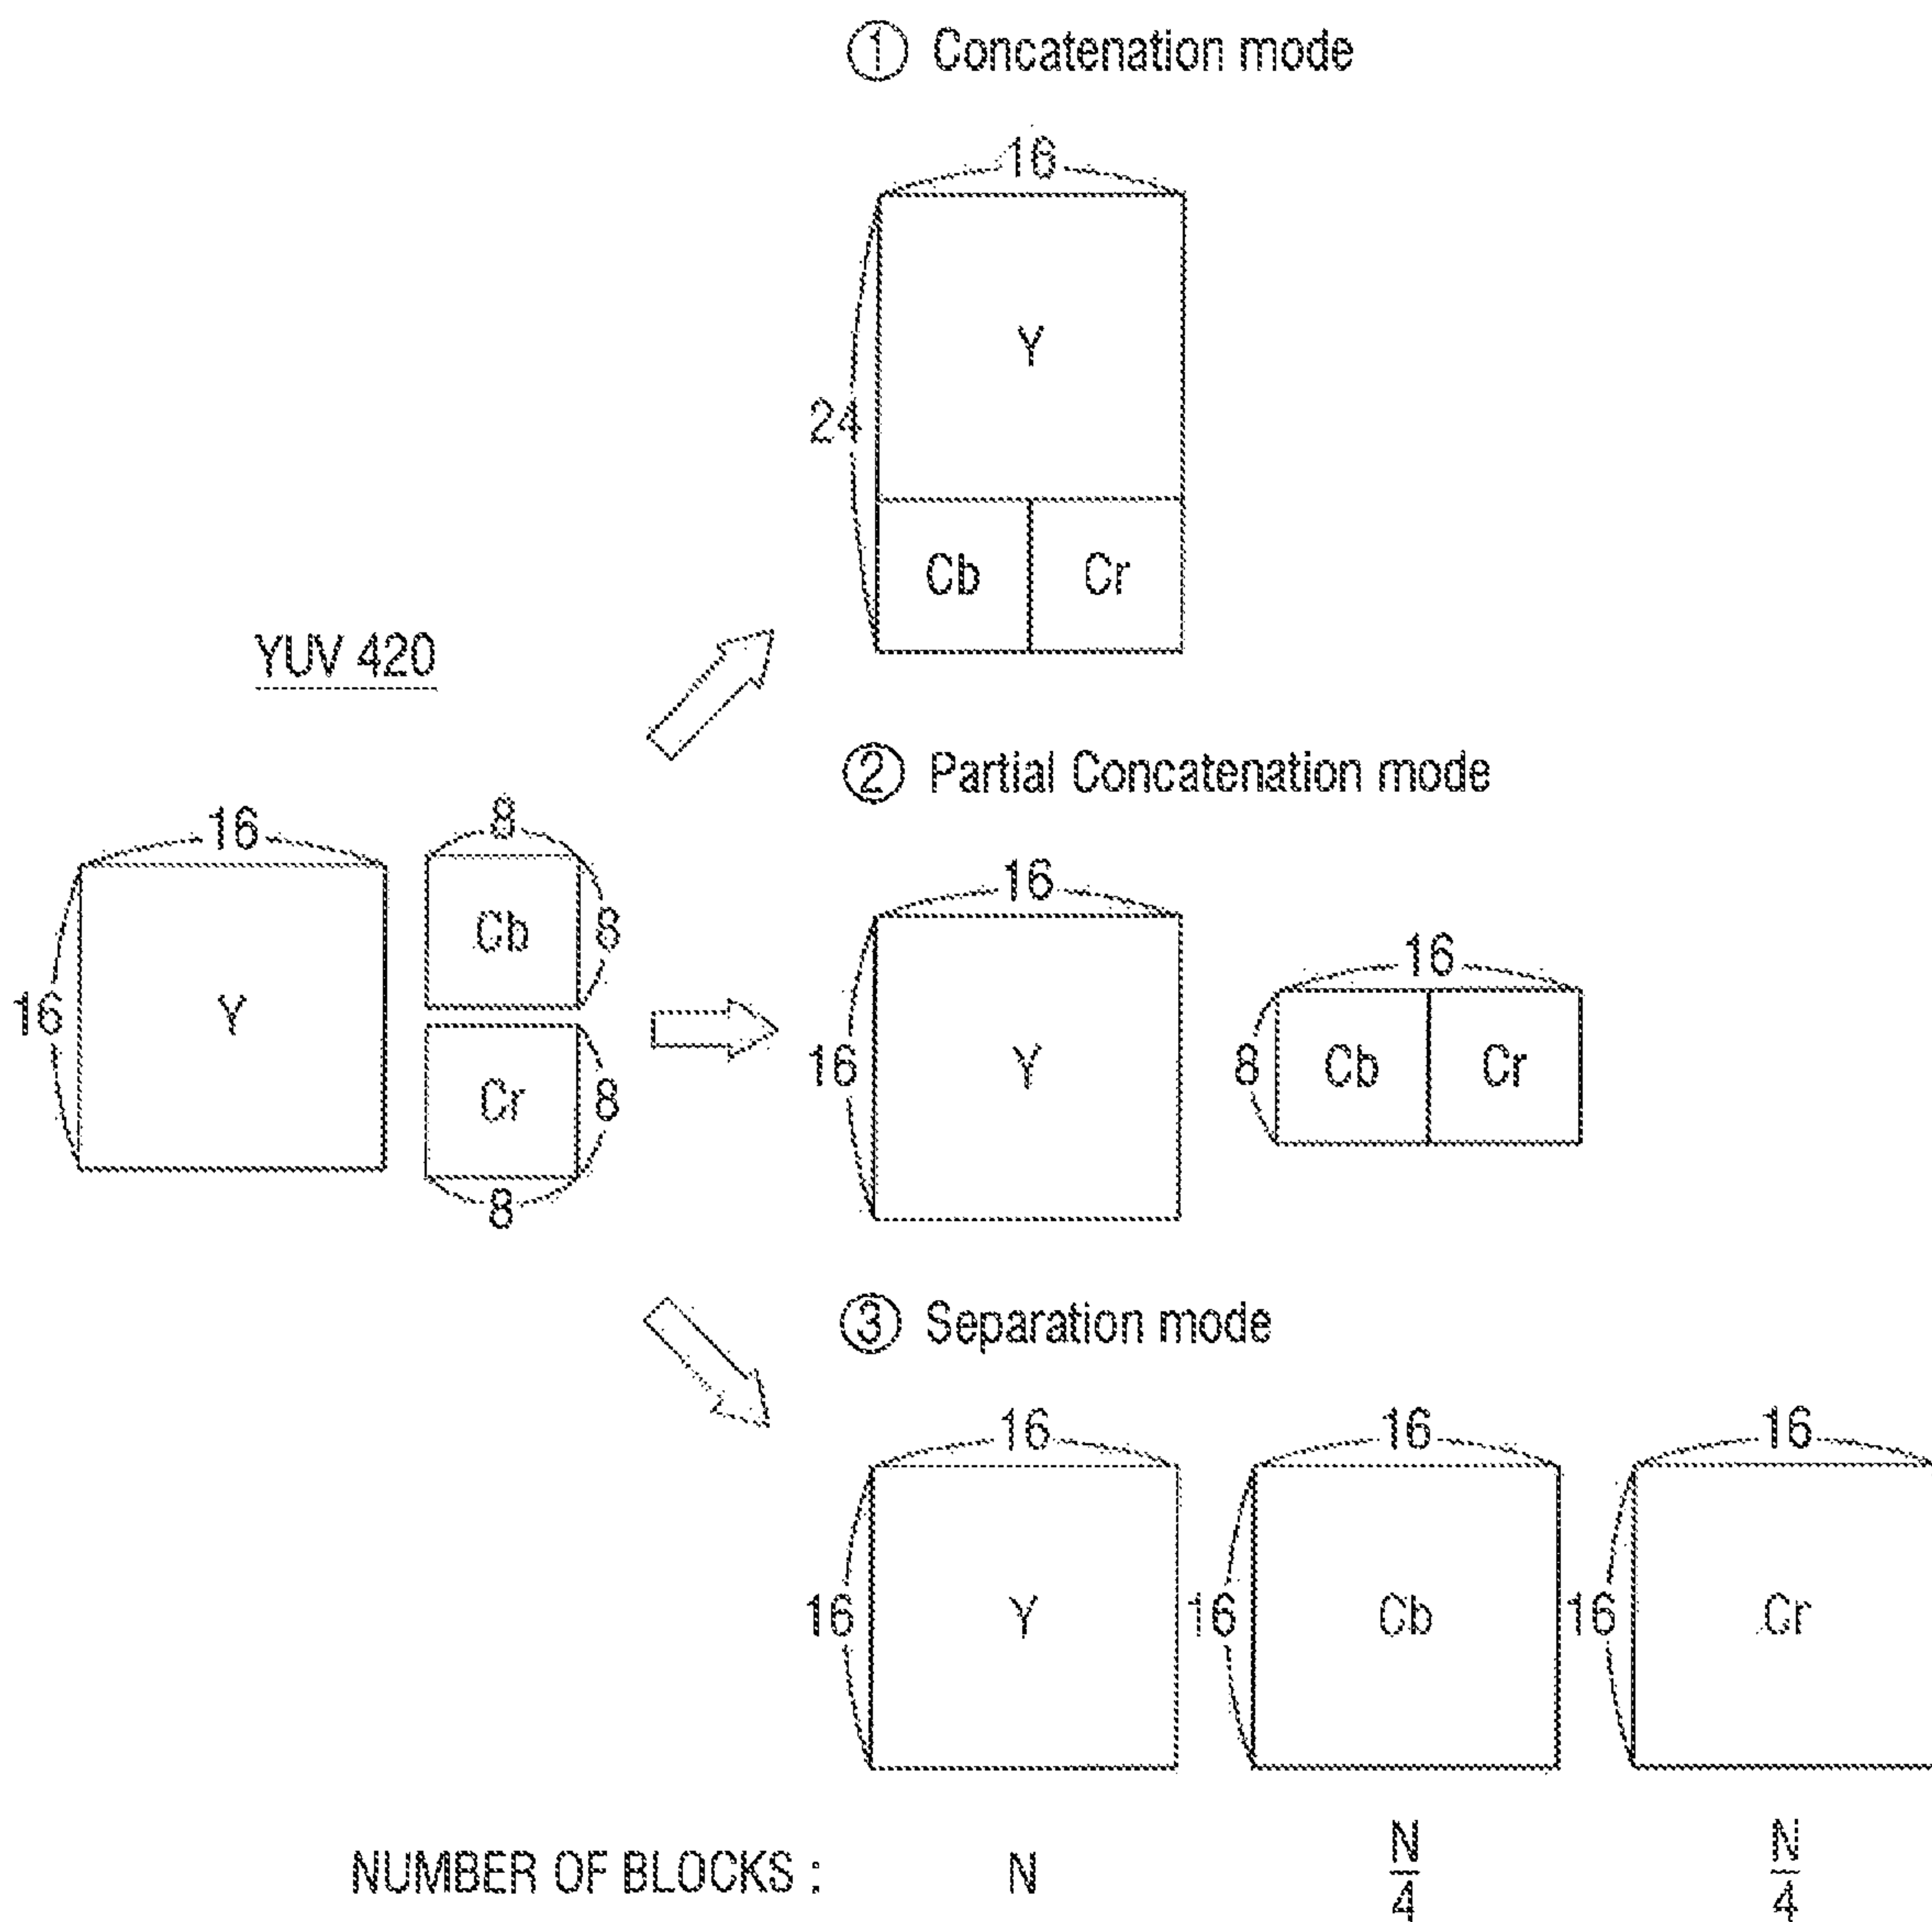 ① Concatenation mode
16
Y
24
Cb Cr
YUV 420
② Partial Concatenation mode
16
8
Cb
8
16
Y
Cr
8
8
16
16
Y
16
8
Cb Cr
③ Separation mode
16 16 16
16 Y 16 Cb 16 Cr
NUMBER OF BLOCKS : N N/4 N/4